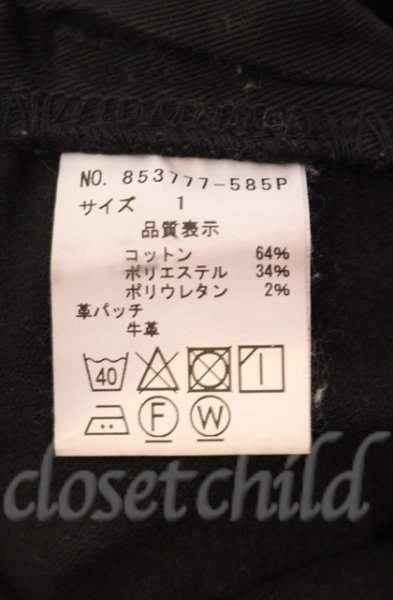 NO. 853777-585P
サイズ 1
品質表示
コットン 64%
ポリエステル 34%
ポリウレタン 2%
革パッチ
牛革
40
F W
closet child